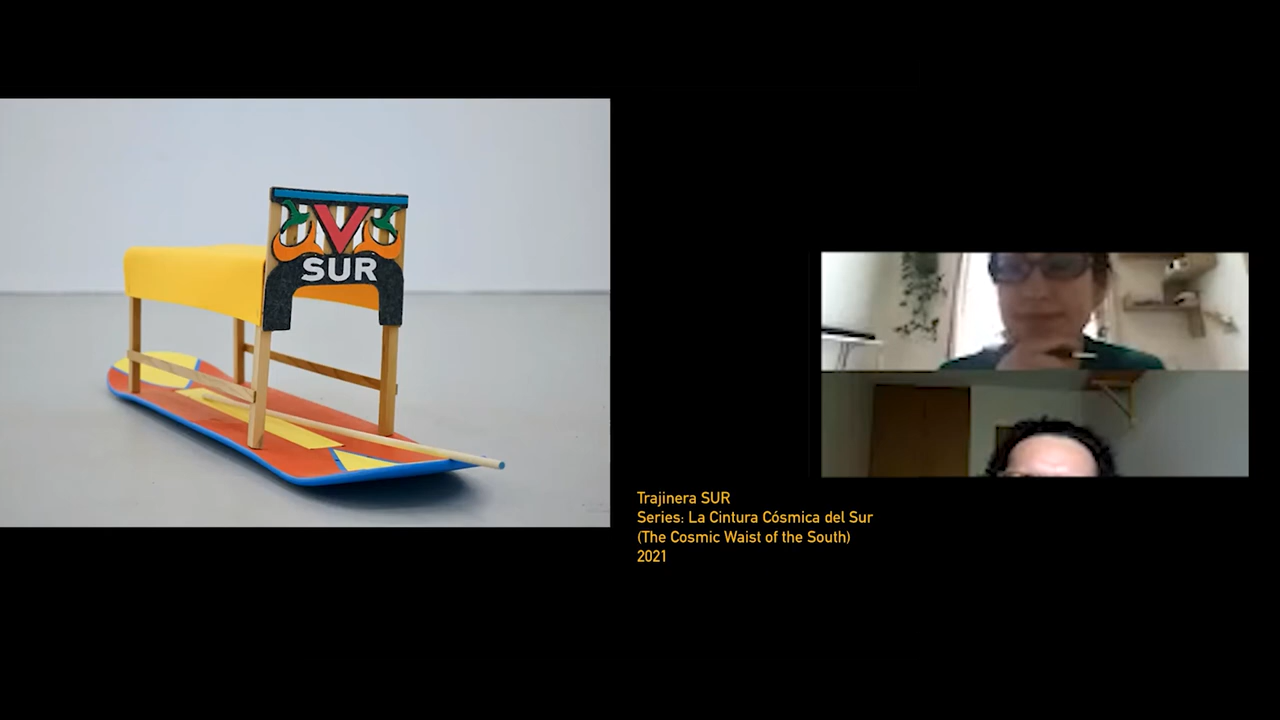 SUR
Trajinera SUR
Series: La Cintura Cósmica del Sur
(The Cosmic Waist of the South)
2021